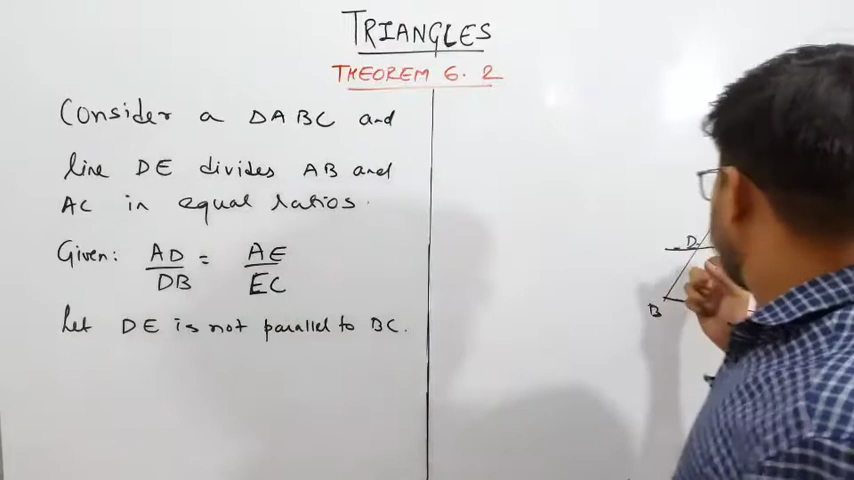 TRIANGLES
THEOREM 6.2
Consider a △ABC and
line DE divides AB and
AC in equal ratios.
Given: AD/DB = AE/EC
Let DE is not parallel to BC.
D
B